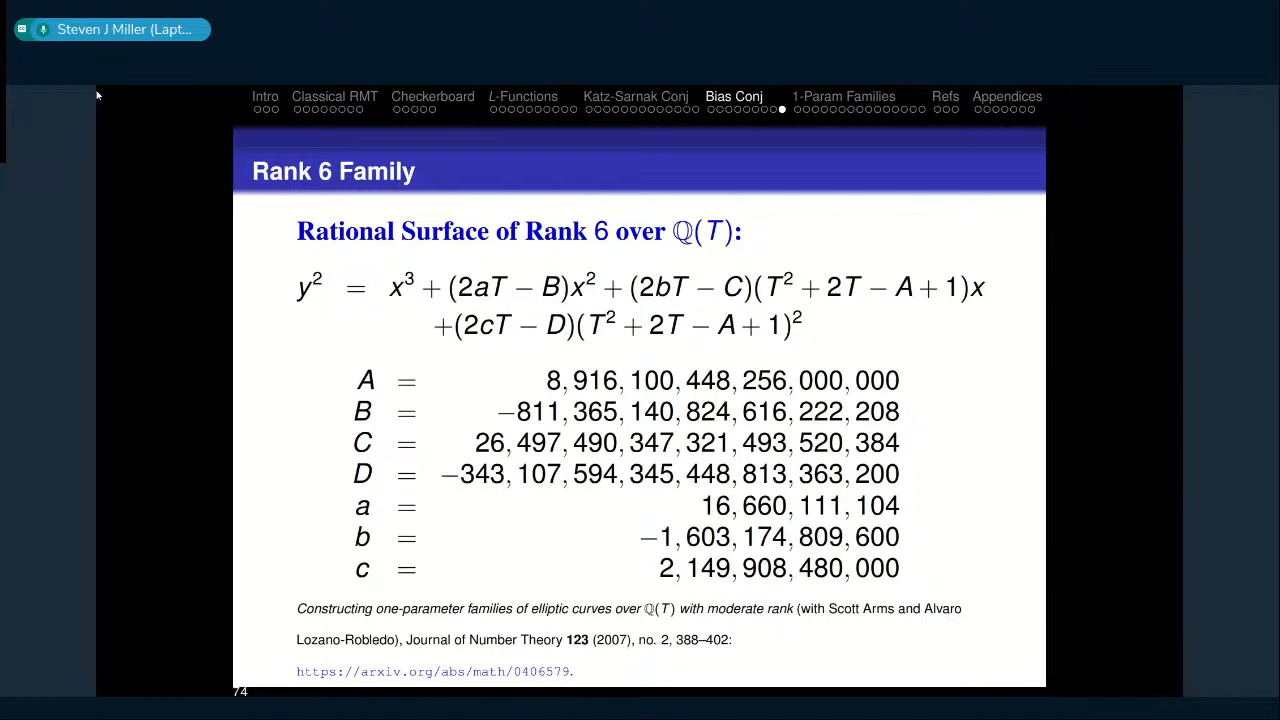 Steven J Miller (Lapt...
Intro Classical RMT Checkerboard L-Functions Katz-Sarnak Conj Bias Conj 1-Param Families Refs Appendices
Rank 6 Family
Rational Surface of Rank 6 over ℚ(T):
y² = x³ + (2aT − B)x² + (2bT − C)(T² + 2T − A + 1)x
+(2cT − D)(T² + 2T − A + 1)²
A = 8,916,100,448,256,000,000
B = −811,365,140,824,616,222,208
C = 26,497,490,347,321,493,520,384
D = −343,107,594,345,448,813,363,200
a = 16,660,111,104
b = −1,603,174,809,600
c = 2,149,908,480,000
Constructing one-parameter families of elliptic curves over ℚ(T) with moderate rank (with Scott Arms and Alvaro
Lozano-Robledo), Journal of Number Theory 123 (2007), no. 2, 388–402:
https://arxiv.org/abs/math/0406579.
74